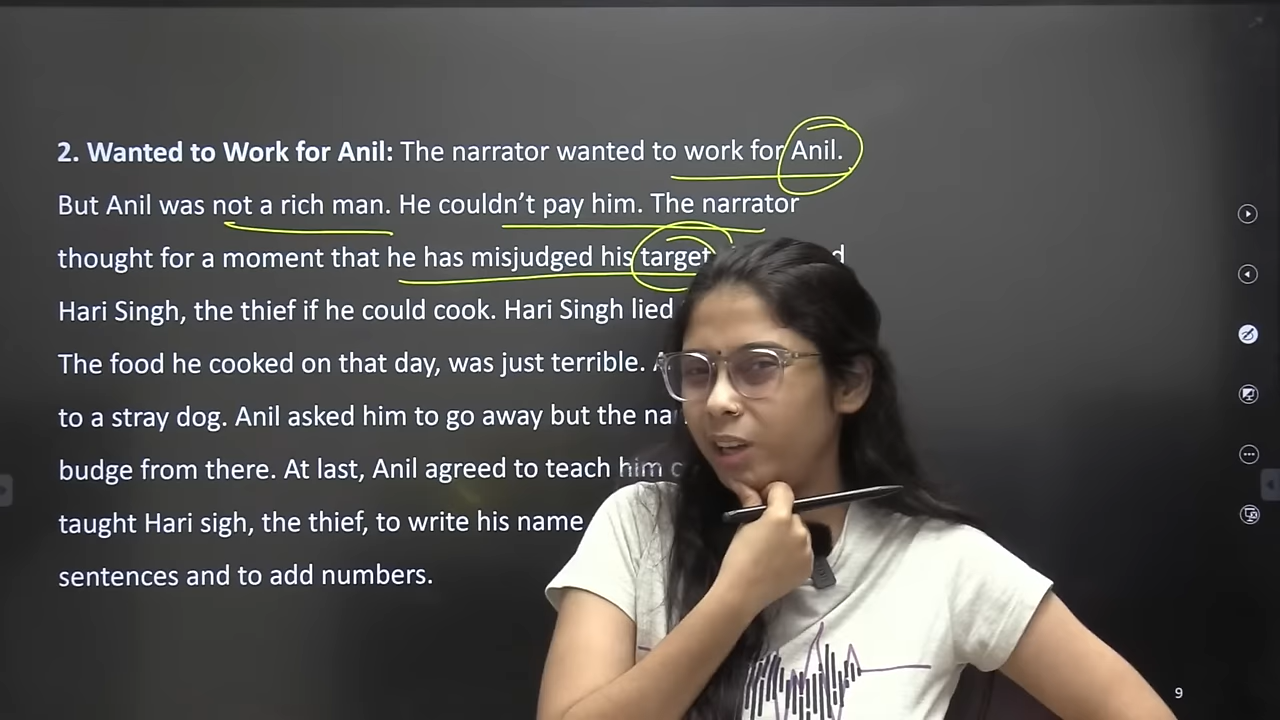 2. Wanted to Work for Anil: The narrator wanted to work for Anil.
But Anil was not a rich man. He couldn't pay him. The narrator
thought for a moment that he has misjudged his target
Hari Singh, the thief if he could cook. Hari Singh lied
The food he cooked on that day, was just terrible.
to a stray dog. Anil asked him to go away but the
budge from there. At last, Anil agreed to teach him
taught Hari sigh, the thief, to write his name
sentences and to add numbers.
9